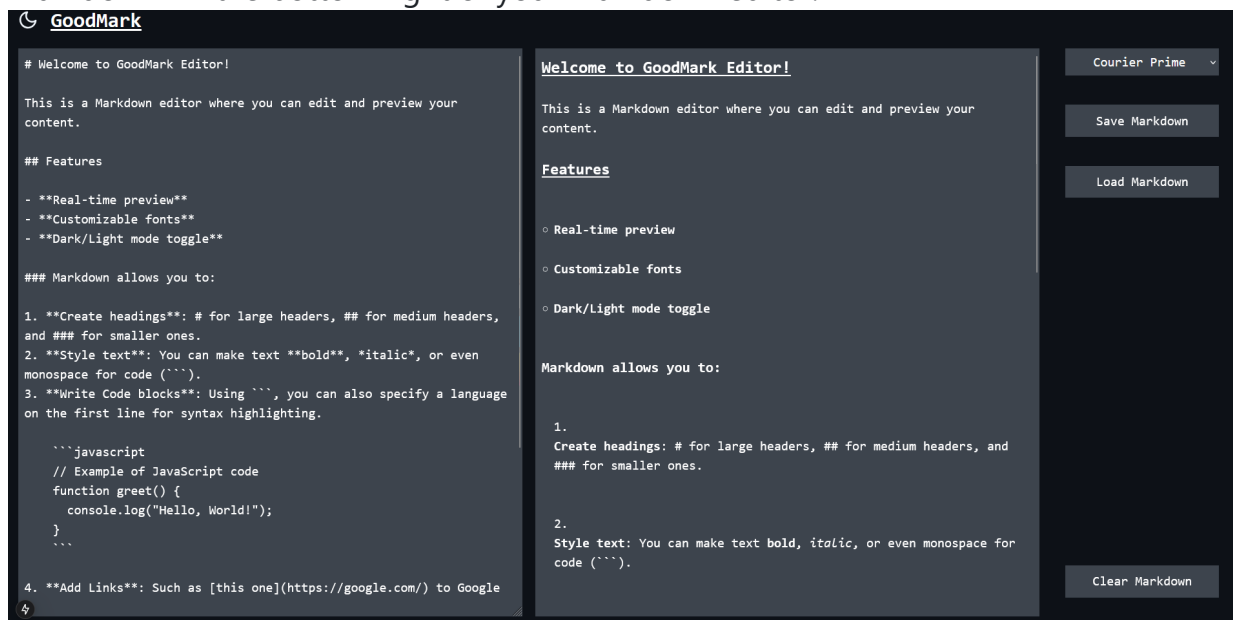 GoodMark
# Welcome to GoodMark Editor!
This is a Markdown editor where you can edit and preview your
content.
## Features
- **Real-time preview**
- **Customizable fonts**
- **Dark/Light mode toggle**
### Markdown allows you to:
1. **Create headings**: # for large headers, ## for medium headers,
and ### for smaller ones.
2. **Style text**: You can make text **bold**, *italic*, or even
monospace for code (```).
3. **Write Code blocks**: Using ```, you can also specify a language
on the first line for syntax highlighting.
```javascript
// Example of JavaScript code
function greet() {
console.log("Hello, World!");
}
```
4. **Add Links**: Such as [this one](https://google.com/) to Google
Welcome to GoodMark Editor!
This is a Markdown editor where you can edit and preview your
content.
Features
○ Real-time preview
○ Customizable fonts
○ Dark/Light mode toggle
Markdown allows you to:
1.
Create headings: # for large headers, ## for medium headers, and
### for smaller ones.
2.
Style text: You can make text bold, italic, or even monospace for
code (```).
Courier Prime
Save Markdown
Load Markdown
Clear Markdown